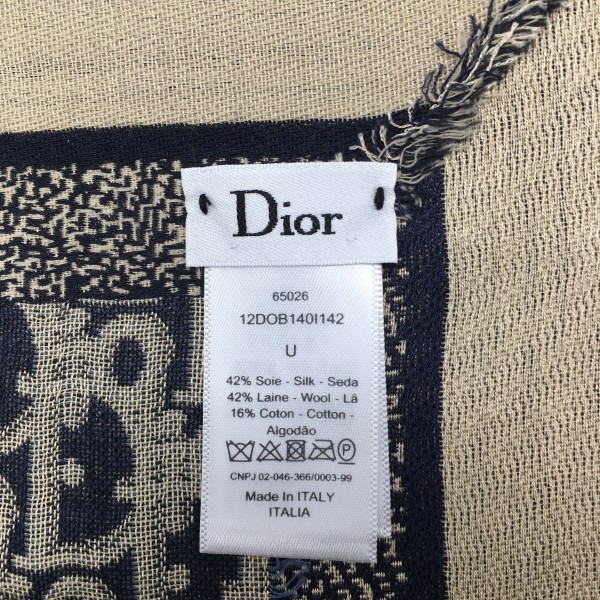 Dior
65026
12DOB140I142
U
42% Soie - Silk - Seda
42% Laine - Wool - Lã
16% Coton - Cotton -
Algodão
P
CNPJ 02-046-366/0003-99
Made In ITALY
ITALIA